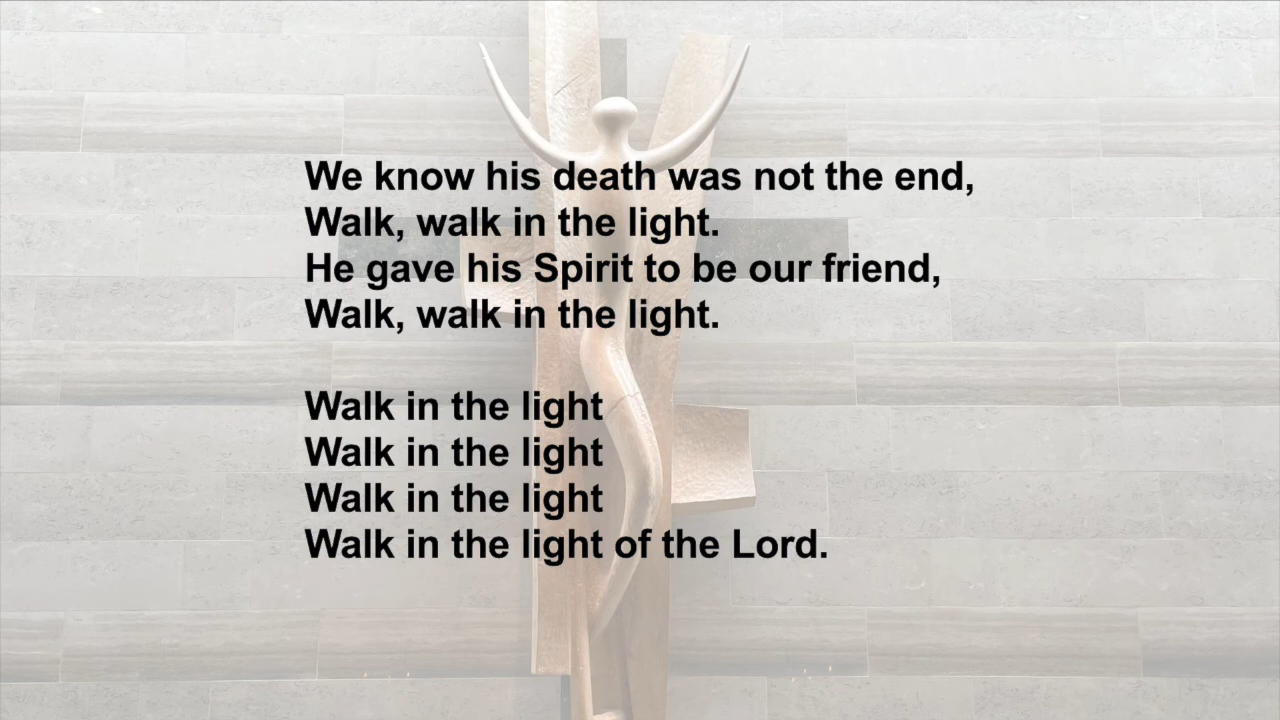 We know his death was not the end,
Walk, walk in the light.
He gave his Spirit to be our friend,
Walk, walk in the light.

Walk in the light
Walk in the light
Walk in the light
Walk in the light of the Lord.